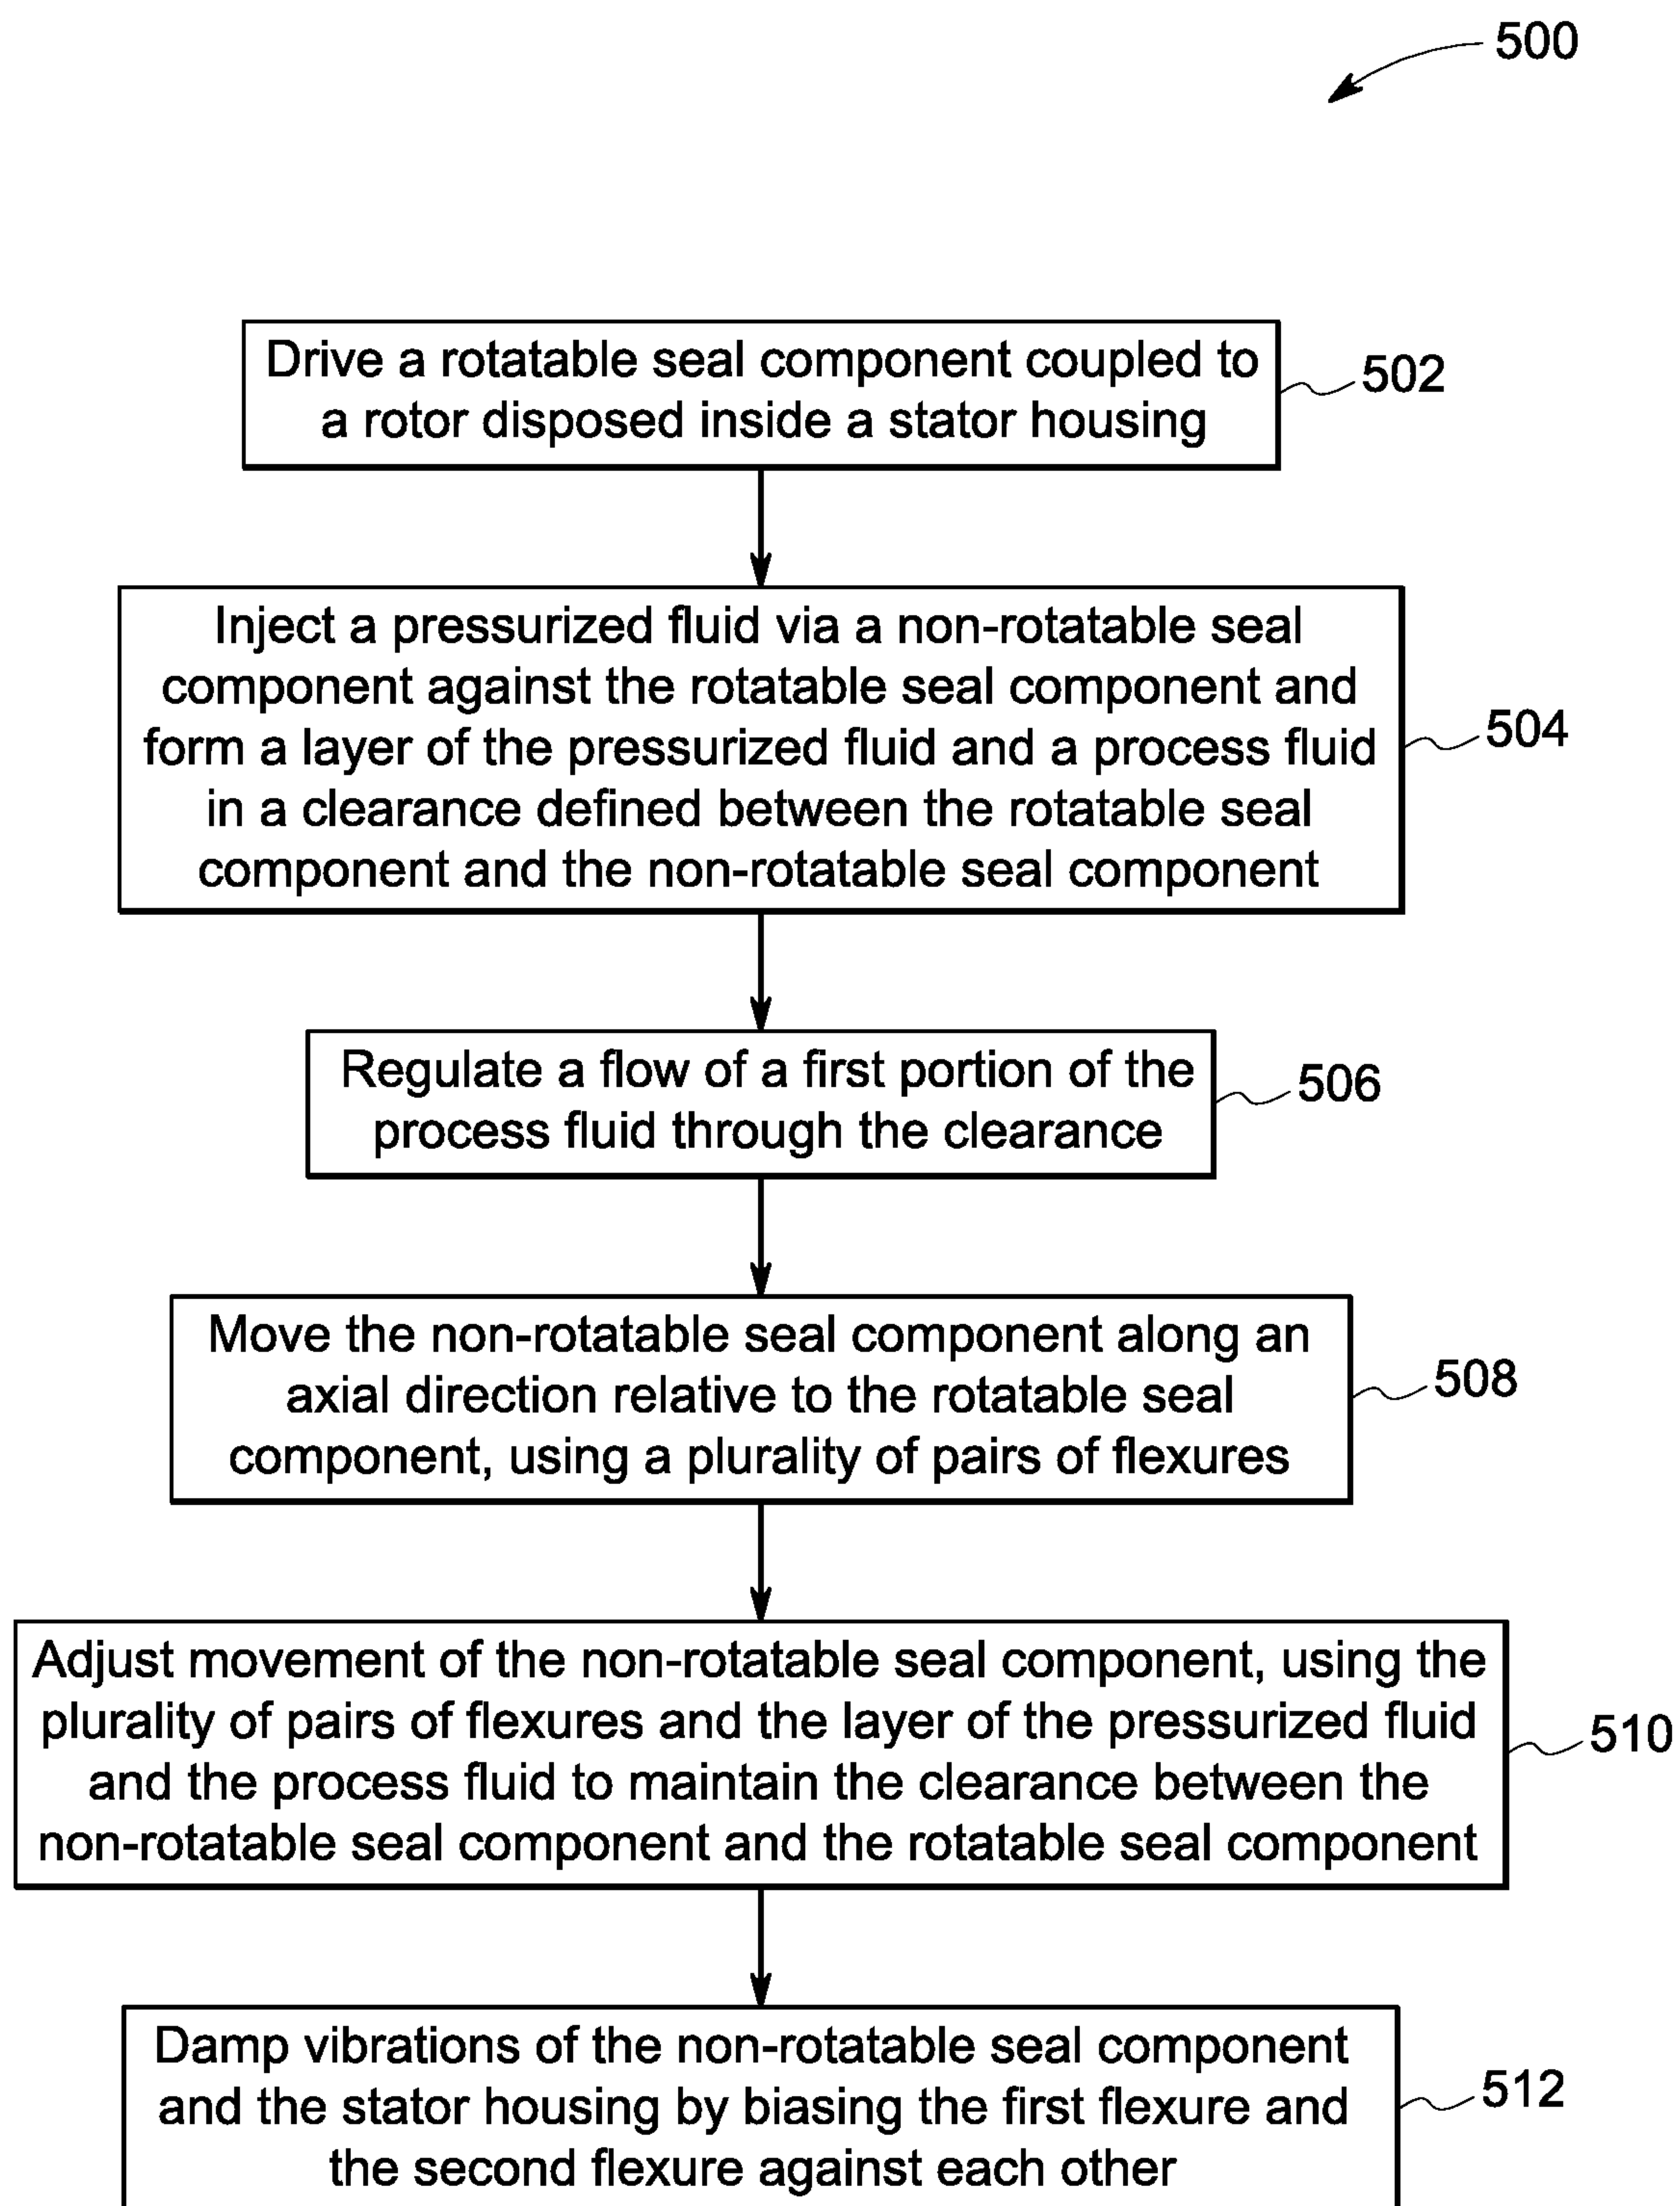 500
Drive a rotatable seal component coupled to
a rotor disposed inside a stator housing
502
Inject a pressurized fluid via a non-rotatable seal
component against the rotatable seal component and
form a layer of the pressurized fluid and a process fluid
in a clearance defined between the rotatable seal
component and the non-rotatable seal component
504
Regulate a flow of a first portion of the
process fluid through the clearance
506
Move the non-rotatable seal component along an
axial direction relative to the rotatable seal
component, using a plurality of pairs of flexures
508
Adjust movement of the non-rotatable seal component, using the
plurality of pairs of flexures and the layer of the pressurized fluid
and the process fluid to maintain the clearance between the
non-rotatable seal component and the rotatable seal component
510
Damp vibrations of the non-rotatable seal component
and the stator housing by biasing the first flexure and
the second flexure against each other
512